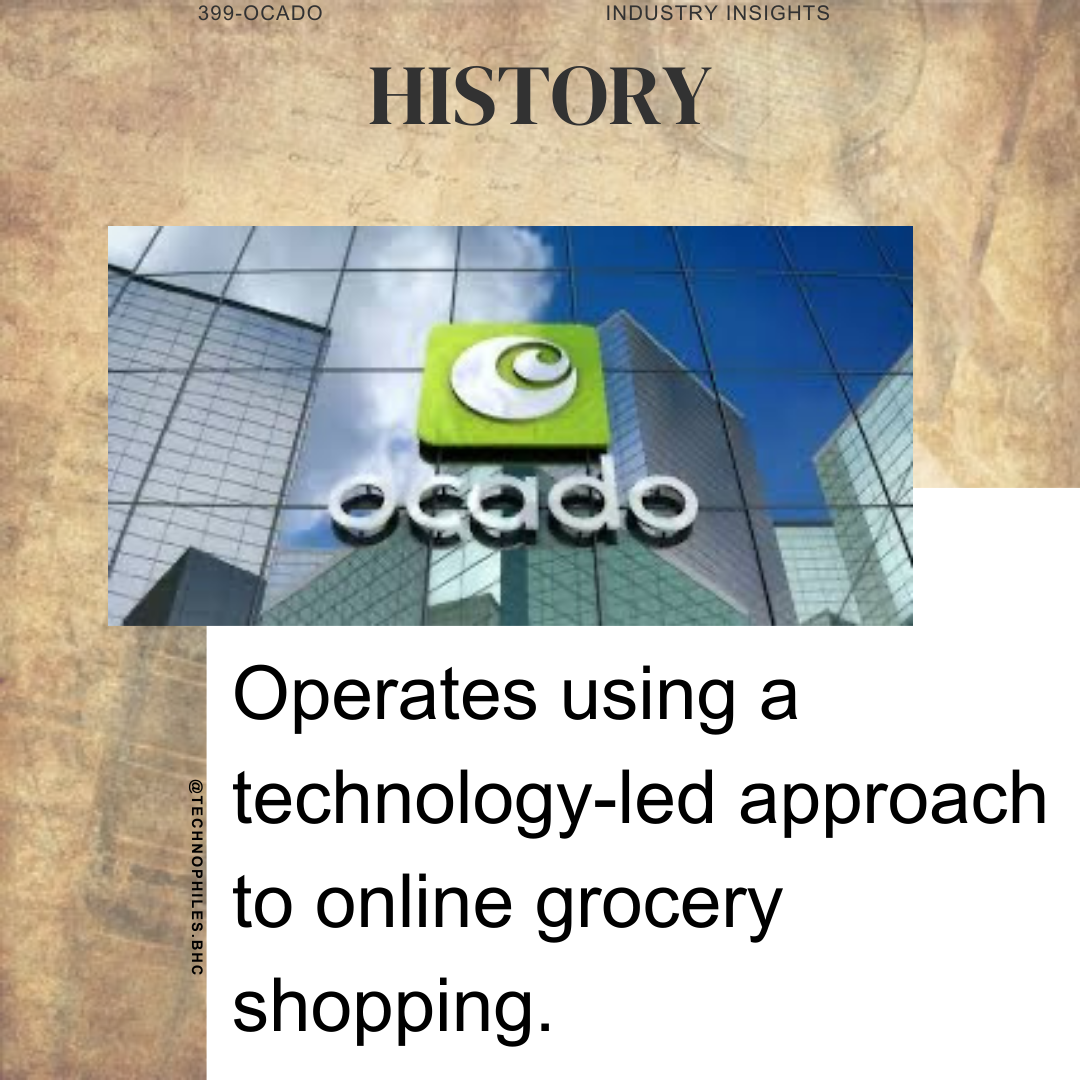 399-OCADO
INDUSTRY INSIGHTS
HISTORY
ocado
Operates using a
technology-led approach
to online grocery
shopping.
@TECHNOPHILES.BHC